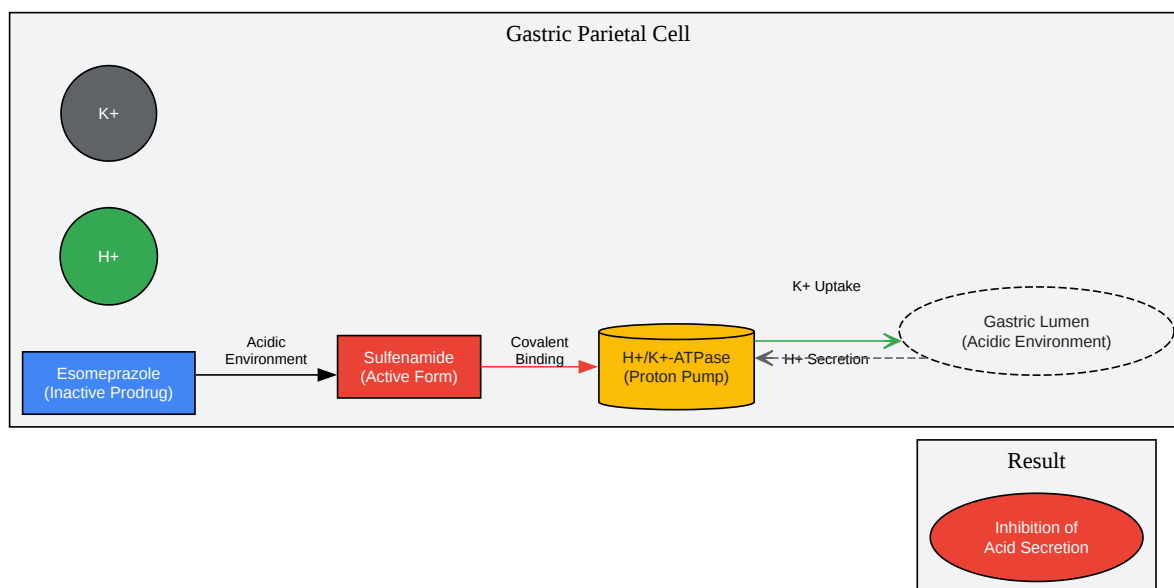 Gastric Parietal Cell
K+
H+
Esomeprazole
(Inactive Prodrug)
Acidic
Environment
Sulfenamide
(Active Form)
Covalent
Binding
H+/K+-ATPase
(Proton Pump)
K+ Uptake
H+ Secretion
Gastric Lumen
(Acidic Environment)
Result
Inhibition of
Acid Secretion